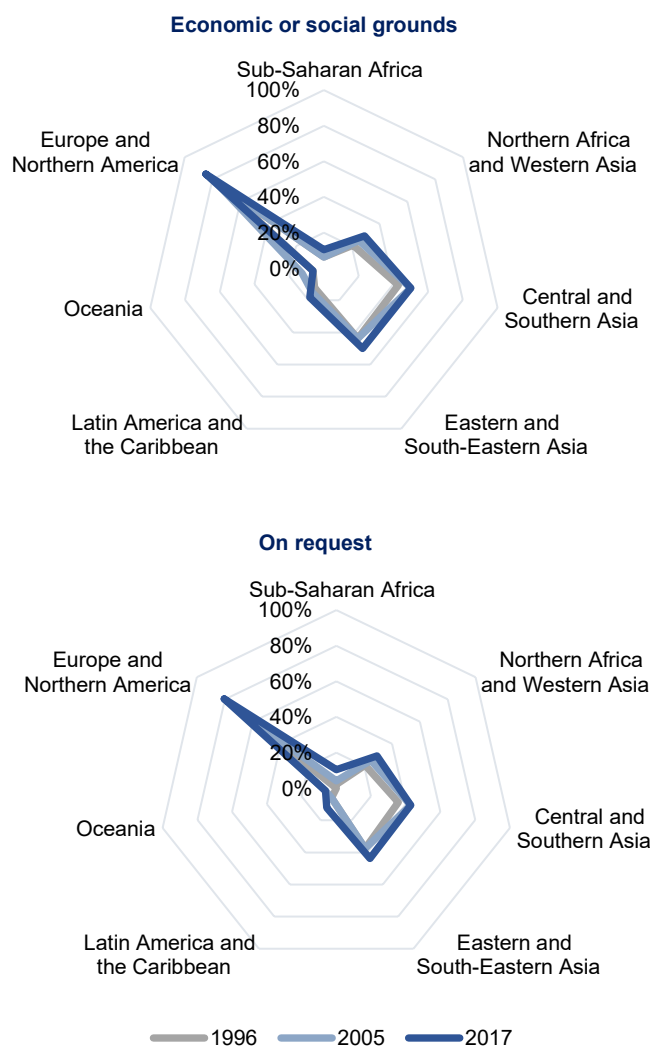 Economic or social grounds
Sub-Saharan Africa
100%
80%
60%
40%
20%
0%
Europe and
Northern America
Northern Africa
and Western Asia
Oceania
Central and
Southern Asia
Latin America and
the Caribbean
Eastern and
South-Eastern Asia
On request
Sub-Saharan Africa
100%
80%
60%
40%
20%
0%
Europe and
Northern America
Northern Africa
and Western Asia
Oceania
Central and
Southern Asia
Latin America and
the Caribbean
Eastern and
South-Eastern Asia
1996 2005 2017